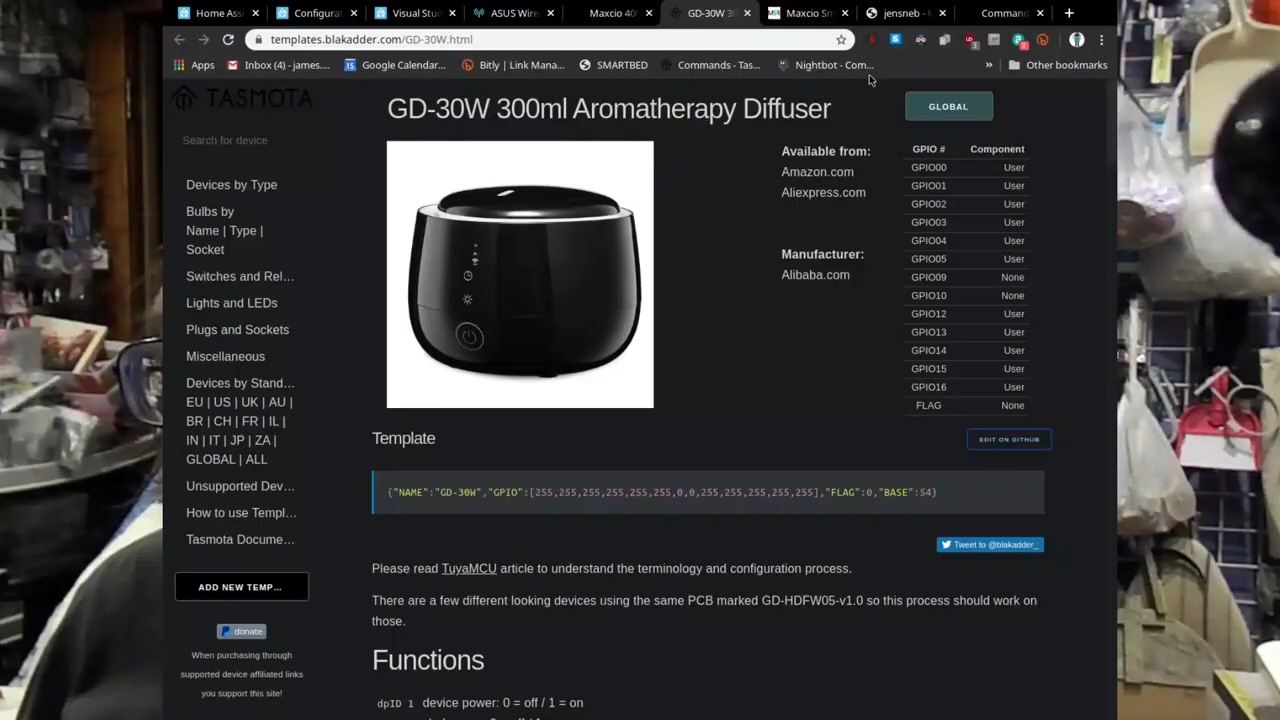 Home Ass
Configurat
Visual Stud
ASUS Wire
Maxcio 40
GD-30W 30
Maxcio Sm
jensneb -
Command
templates.blakadder.com/GD-30W.html
Apps
Inbox (4) - james....
Google Calendar...
Bitly | Link Mana...
SMARTBED
Commands - Tas...
Nightbot - Com...
»
Other bookmarks
TASMOTA
Search for device
Devices by Type
Bulbs by
Name | Type |
Socket
Switches and Rel...
Lights and LEDs
Plugs and Sockets
Miscellaneous
Devices by Stand...
EU | US | UK | AU |
BR | CH | FR | IL |
IN | IT | JP | ZA |
GLOBAL | ALL
Unsupported Dev...
How to use Templ...
Tasmota Docume...
ADD NEW TEMP...
donate
When purchasing through
supported device affiliated links
you support this site!
GD-30W 300ml Aromatherapy Diffuser
Available from:
Amazon.com
Aliexpress.com
Manufacturer:
Alibaba.com
GLOBAL
GPIO # Component
GPIO00 User
GPIO01 User
GPIO02 User
GPIO03 User
GPIO04 User
GPIO05 User
GPIO09 None
GPIO10 None
GPIO12 User
GPIO13 User
GPIO14 User
GPIO15 User
GPIO16 User
FLAG None
Template
EDIT ON GITHUB
{"NAME":"GD-30W","GPIO":[255,255,255,255,255,255,0,0,255,255,255,255,255],"FLAG":0,"BASE":54}
Tweet to @blakadder_
Please read TuyaMCU article to understand the terminology and configuration process.
There are a few different looking devices using the same PCB marked GD-HDFW05-v1.0 so this process should work on
those.
Functions
dpID 1 device power: 0 = off / 1 = on